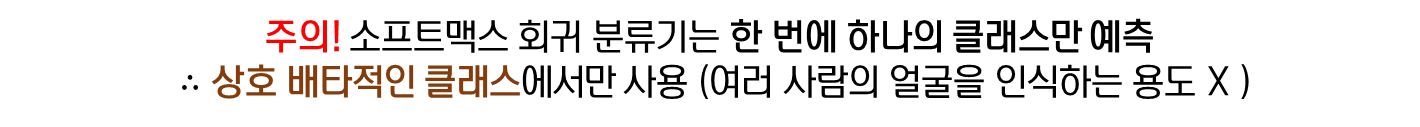 주의! 소프트맥스 회귀 분류기는 한 번에 하나의 클래스만 예측
∴ 상호 배타적인 클래스에서만 사용 (여러 사람의 얼굴을 인식하는 용도 X )